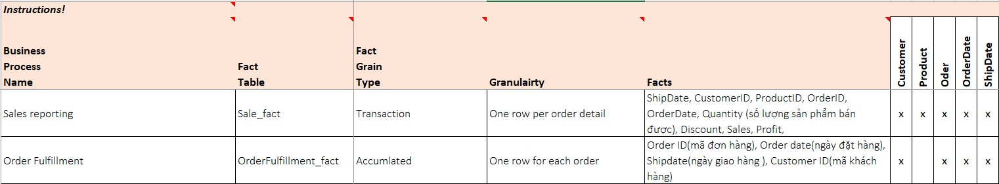 Instructions!
Business
Process
Name
Fact
Table
Fact
Grain
Type
Granulairty
Facts
Customer
Product
Oder
OrderDate
ShipDate
Sales reporting
Sale_fact
Transaction
One row per order detail
ShipDate, CustomerID, ProductID, OrderID,
OrderDate, Quantity (số lượng sản phẩm bán
được), Discount, Sales, Profit,
x
x
x
x
x
Order Fulfillment
OrderFulfillment_fact
Accumlated
One row for each order
Order ID(mã đơn hàng), Order date(ngày đặt hàng),
Shipdate(ngày giao hàng ), Customer ID(mã khách
hàng)
x
x
x
x